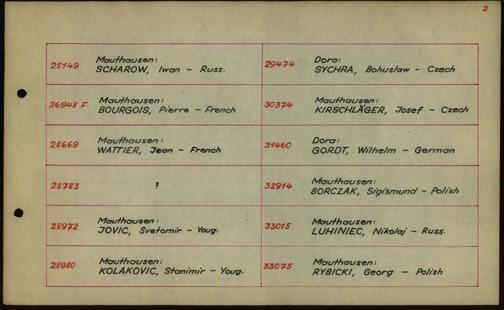 2
25149 Mauthausen:
SCHAROW, Iwan – Russ.
26948 F Mauthausen:
BOURGOIS, Pierre – French
28669 Mauthausen:
WATTIER, Jean – French
28783 ?
28972 Mauthausen:
JOVIC, Svetomir – Youg.
28980 Mauthausen:
KOLAKOVIC, Stanimir – Youg.
29474 Dora:
SYCHRA, Bohuslaw – Czech
30374 Mauthausen:
KIRSCHLÄGER, Josef – Czech
31460 Dora:
GORDT, Wilhelm – German
32914 Mauthausen:
BORCZAK, Sigismund – Polish
33015 Mauthausen:
LUHINIEC, Nikolaj – Russ.
33075 Mauthausen:
RYBICKI, Georg – Polish